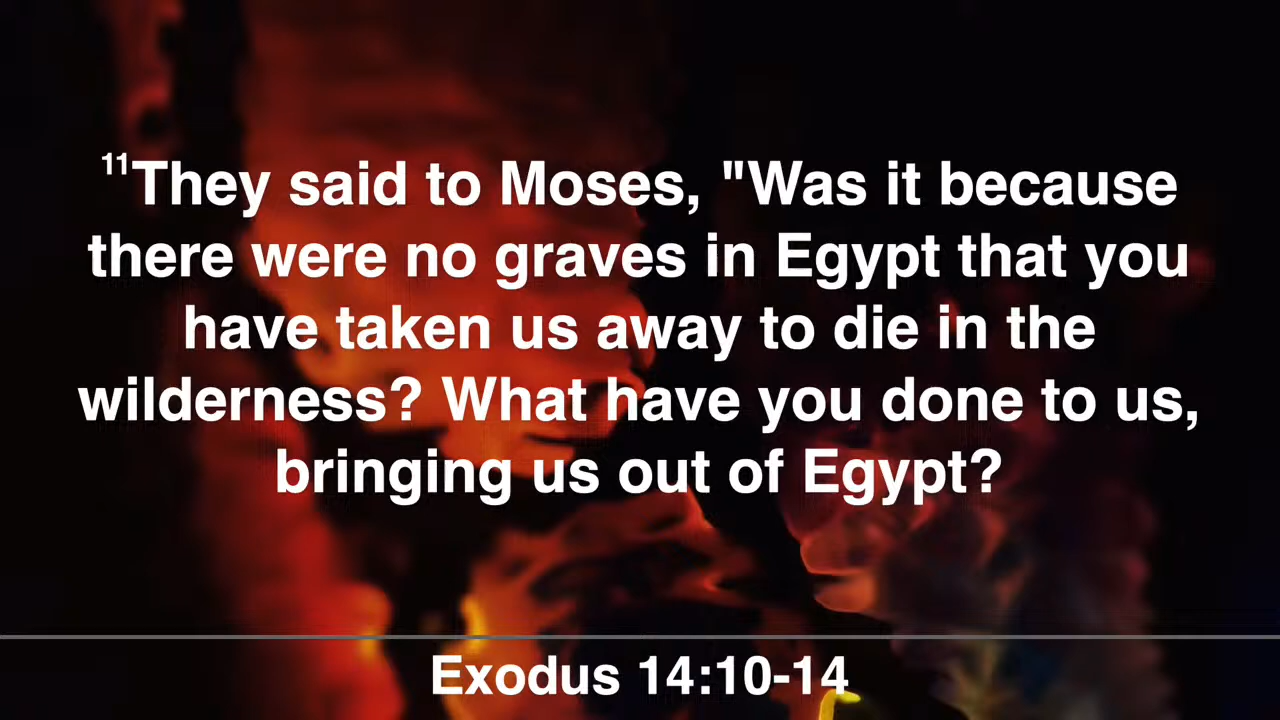 11They said to Moses, "Was it because
there were no graves in Egypt that you
have taken us away to die in the
wilderness? What have you done to us,
bringing us out of Egypt?
Exodus 14:10-14